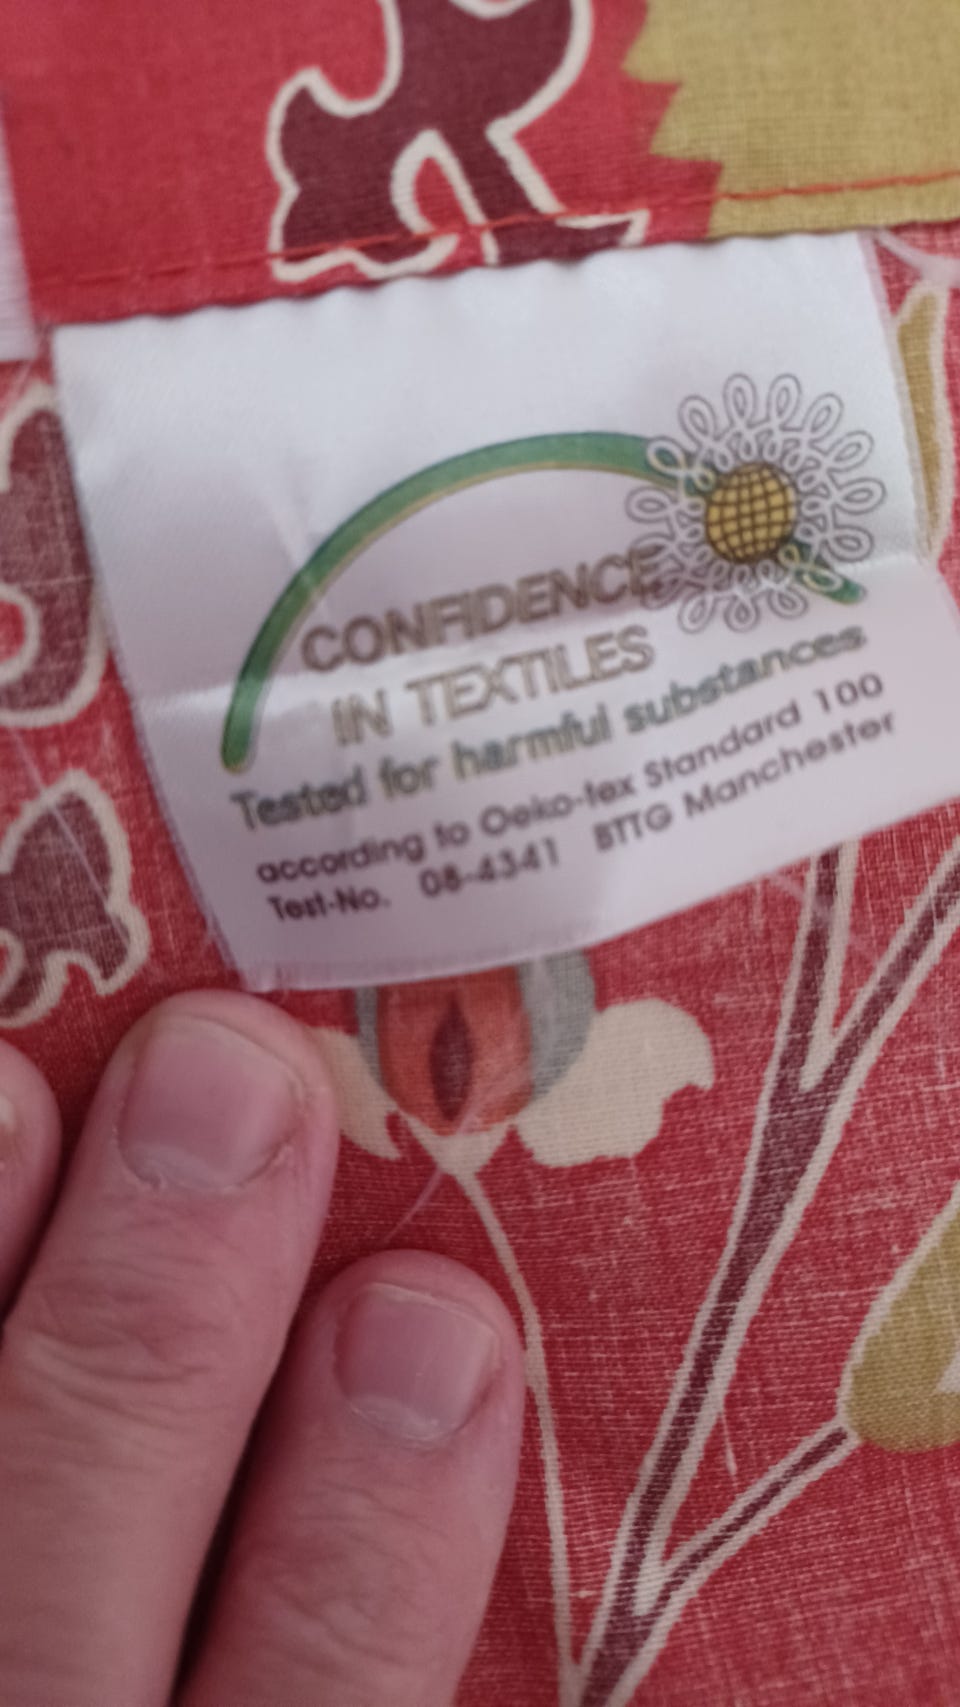 CONFIDENCE
IN TEXTILES
Tested for harmful substances
according to Oeko-tex Standard 100
Test-No. 08-4341 BTTG Manchester